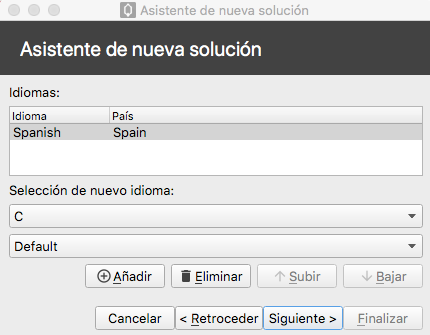 Asistente de nueva solución
Asistente de nueva solución
Idiomas:
Idioma País
Spanish Spain
Selección de nuevo idioma:
C
Default
Añadir Eliminar Subir Bajar
Cancelar < Retroceder Siguiente > Finalizar